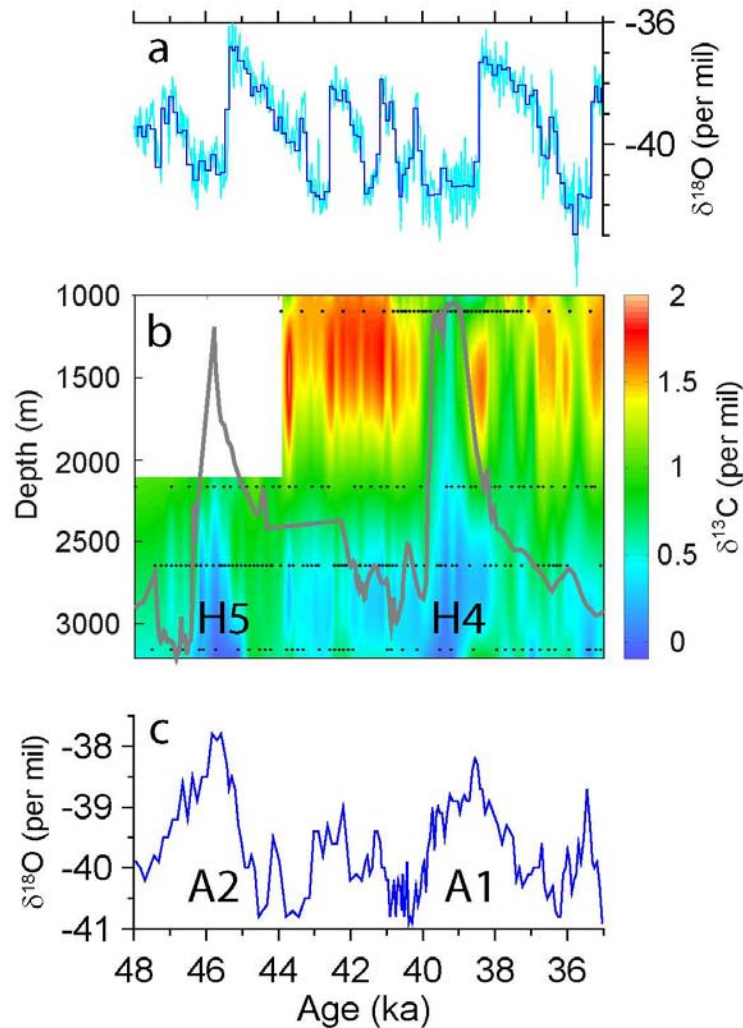 a
-36
-40
δ18O (per mil)
b
1000
1500
2000
2500
3000
Depth (m)
H5
H4
2
1.5
1
0.5
0
δ13C (per mil)
c
-38
-39
-40
-41
δ18O (per mil)
A2
A1
48 46 44 42 40 38 36
Age (ka)